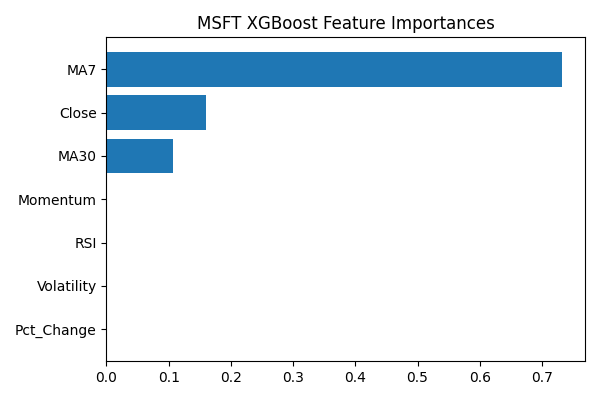 MSFT XGBoost Feature Importances
MA7
Close
MA30
Momentum
RSI
Volatility
Pct_Change
0.0 0.1 0.2 0.3 0.4 0.5 0.6 0.7